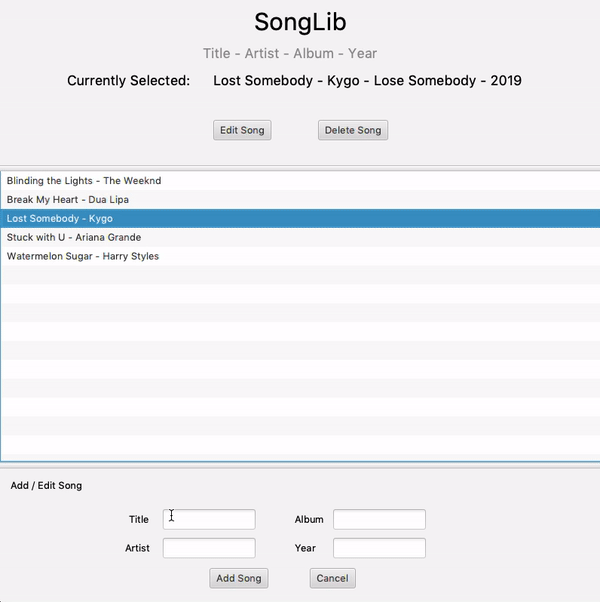 SongLib
Title - Artist - Album - Year
Currently Selected: Lost Somebody - Kygo - Lose Somebody - 2019
Edit Song Delete Song
Blinding the Lights - The Weeknd
Break My Heart - Dua Lipa
Lost Somebody - Kygo
Stuck with U - Ariana Grande
Watermelon Sugar - Harry Styles
Add / Edit Song
Title Album
Artist Year
Add Song Cancel